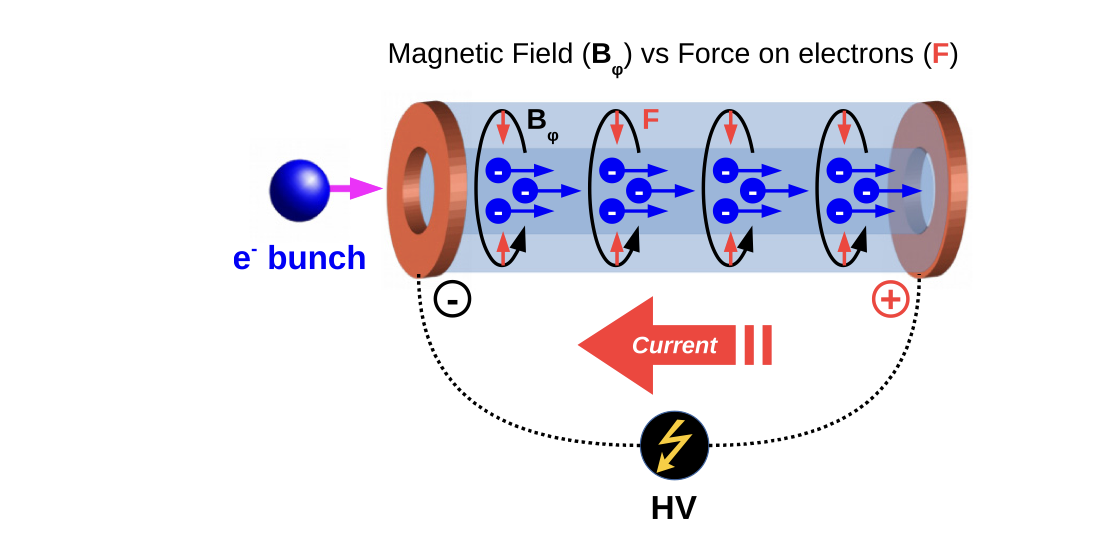 Magnetic Field (Bφ) vs Force on electrons (F)
Bφ
F
- - - -
- - - -
- - - -
e- bunch
-
+
Current
HV